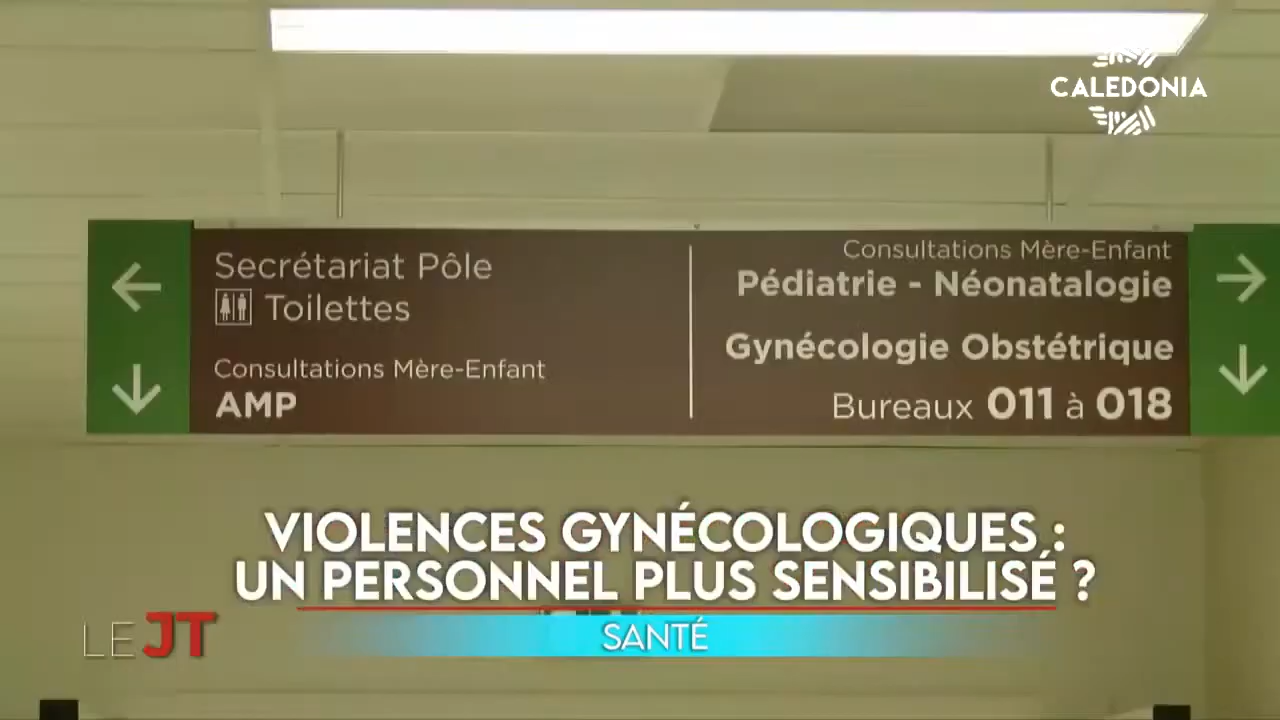 CALEDONIA
Secrétariat Pôle
Toilettes
Consultations Mère-Enfant
AMP
Consultations Mère-Enfant
Pédiatrie - Néonatalogie
Gynécologie Obstétrique
Bureaux 011 à 018
VIOLENCES GYNÉCOLOGIQUES :
UN PERSONNEL PLUS SENSIBILISÉ ?
SANTÉ
LE JT